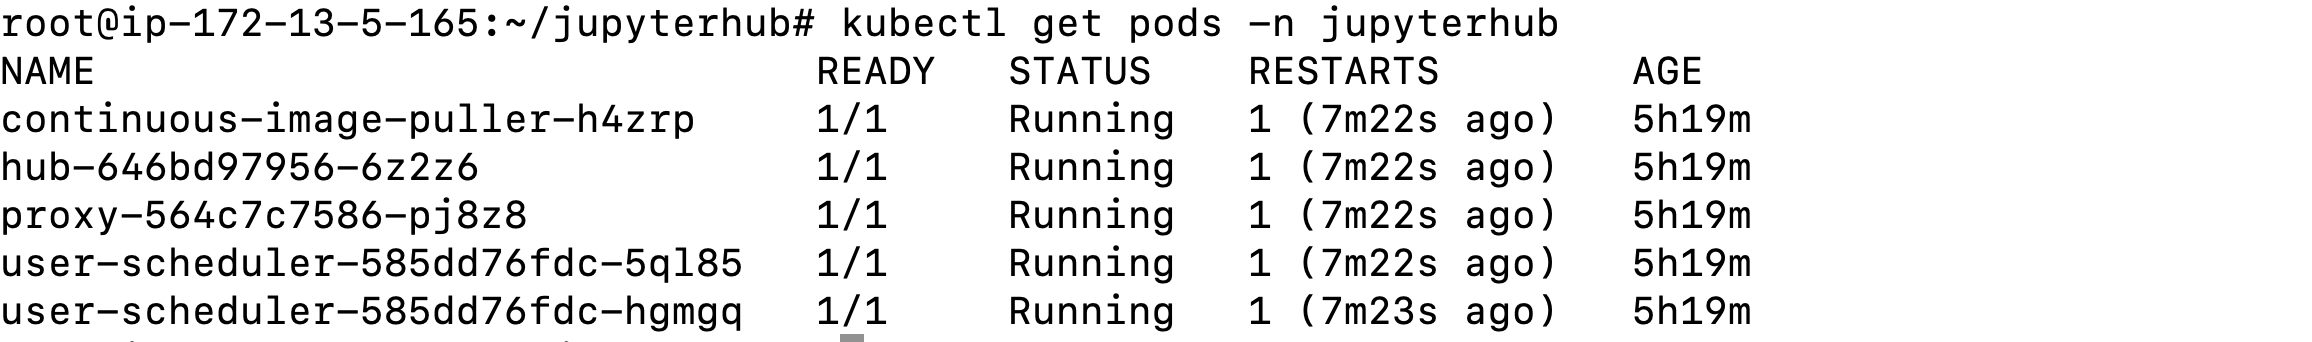 root@ip-172-13-5-165:~/jupyterhub# kubectl get pods -n jupyterhub
NAME READY STATUS RESTARTS AGE
continuous-image-puller-h4zrp 1/1 Running 1 (7m22s ago) 5h19m
hub-646bd97956-6z2z6 1/1 Running 1 (7m22s ago) 5h19m
proxy-564c7c7586-pj8z8 1/1 Running 1 (7m22s ago) 5h19m
user-scheduler-585dd76fdc-5ql85 1/1 Running 1 (7m22s ago) 5h19m
user-scheduler-585dd76fdc-hgmgq 1/1 Running 1 (7m23s ago) 5h19m